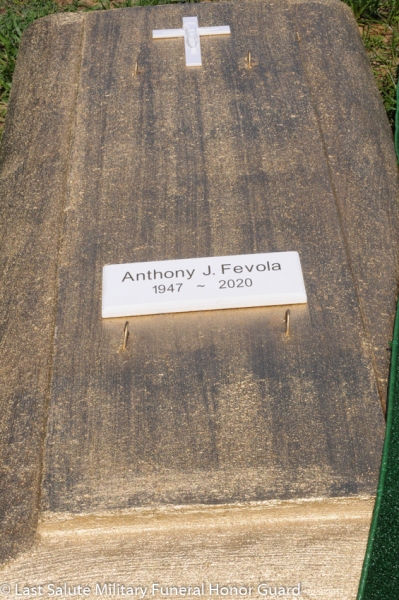 Anthony J. Fevola
1947 ~ 2020
© Last Salute Military Funeral Honor Guard